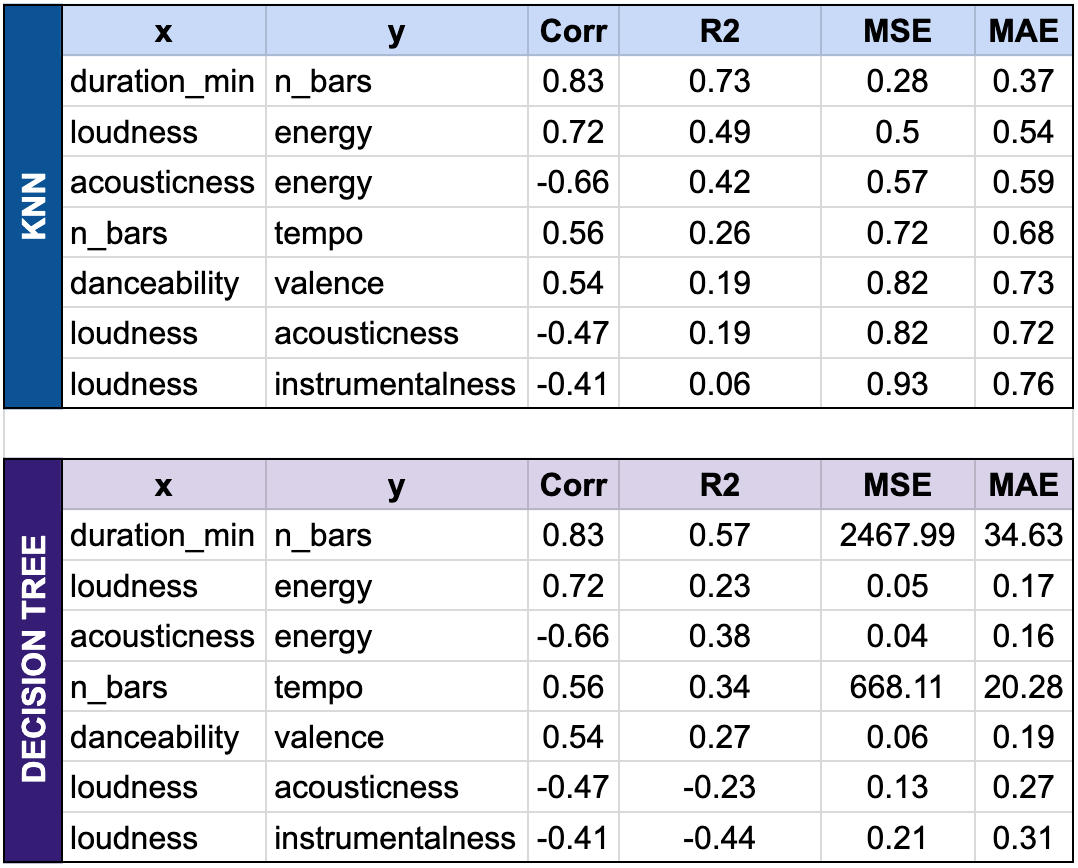 KNN
x y Corr R2 MSE MAE
duration_min n_bars 0.83 0.73 0.28 0.37
loudness energy 0.72 0.49 0.5 0.54
acousticness energy -0.66 0.42 0.57 0.59
n_bars tempo 0.56 0.26 0.72 0.68
danceability valence 0.54 0.19 0.82 0.73
loudness acousticness -0.47 0.19 0.82 0.72
loudness instrumentalness -0.41 0.06 0.93 0.76
DECISION TREE
x y Corr R2 MSE MAE
duration_min n_bars 0.83 0.57 2467.99 34.63
loudness energy 0.72 0.23 0.05 0.17
acousticness energy -0.66 0.38 0.04 0.16
n_bars tempo 0.56 0.34 668.11 20.28
danceability valence 0.54 0.27 0.06 0.19
loudness acousticness -0.47 -0.23 0.13 0.27
loudness instrumentalness -0.41 -0.44 0.21 0.31